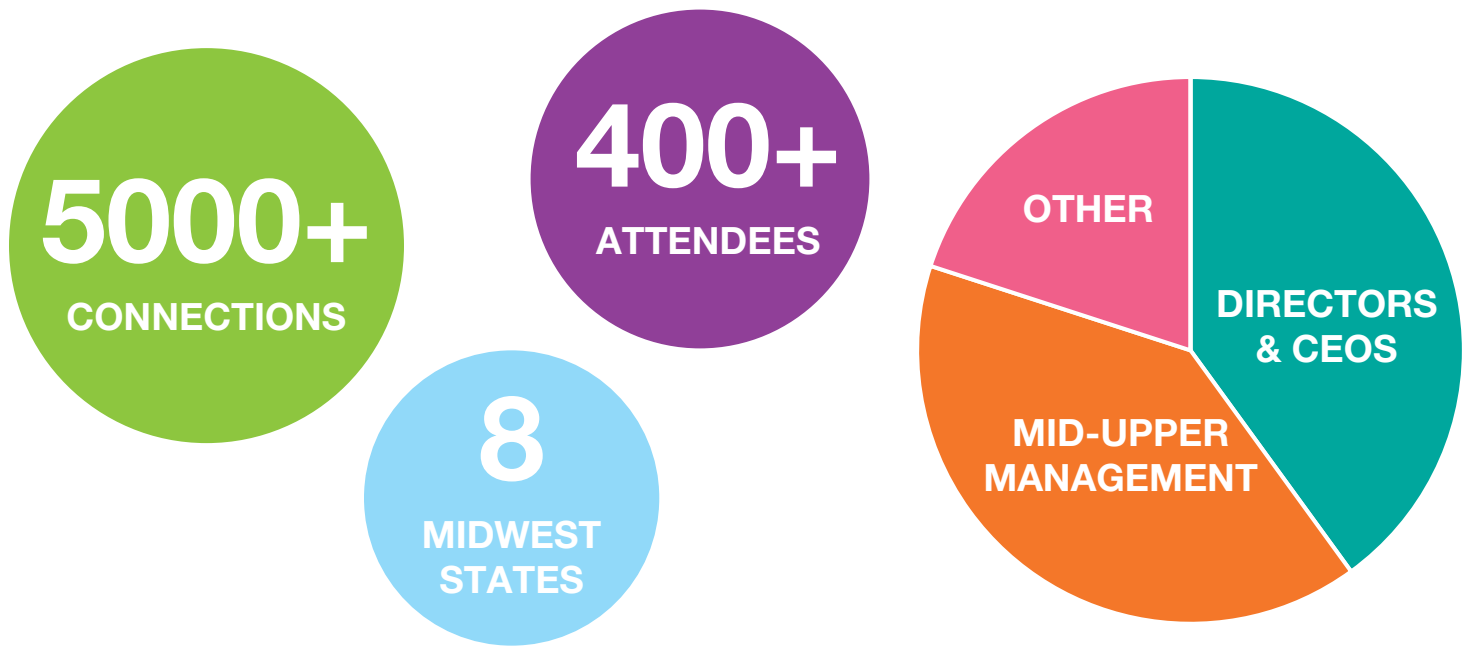 5000+
CONNECTIONS
400+
ATTENDEES
8
MIDWEST
STATES
OTHER
DIRECTORS
& CEOS
MID-UPPER
MANAGEMENT